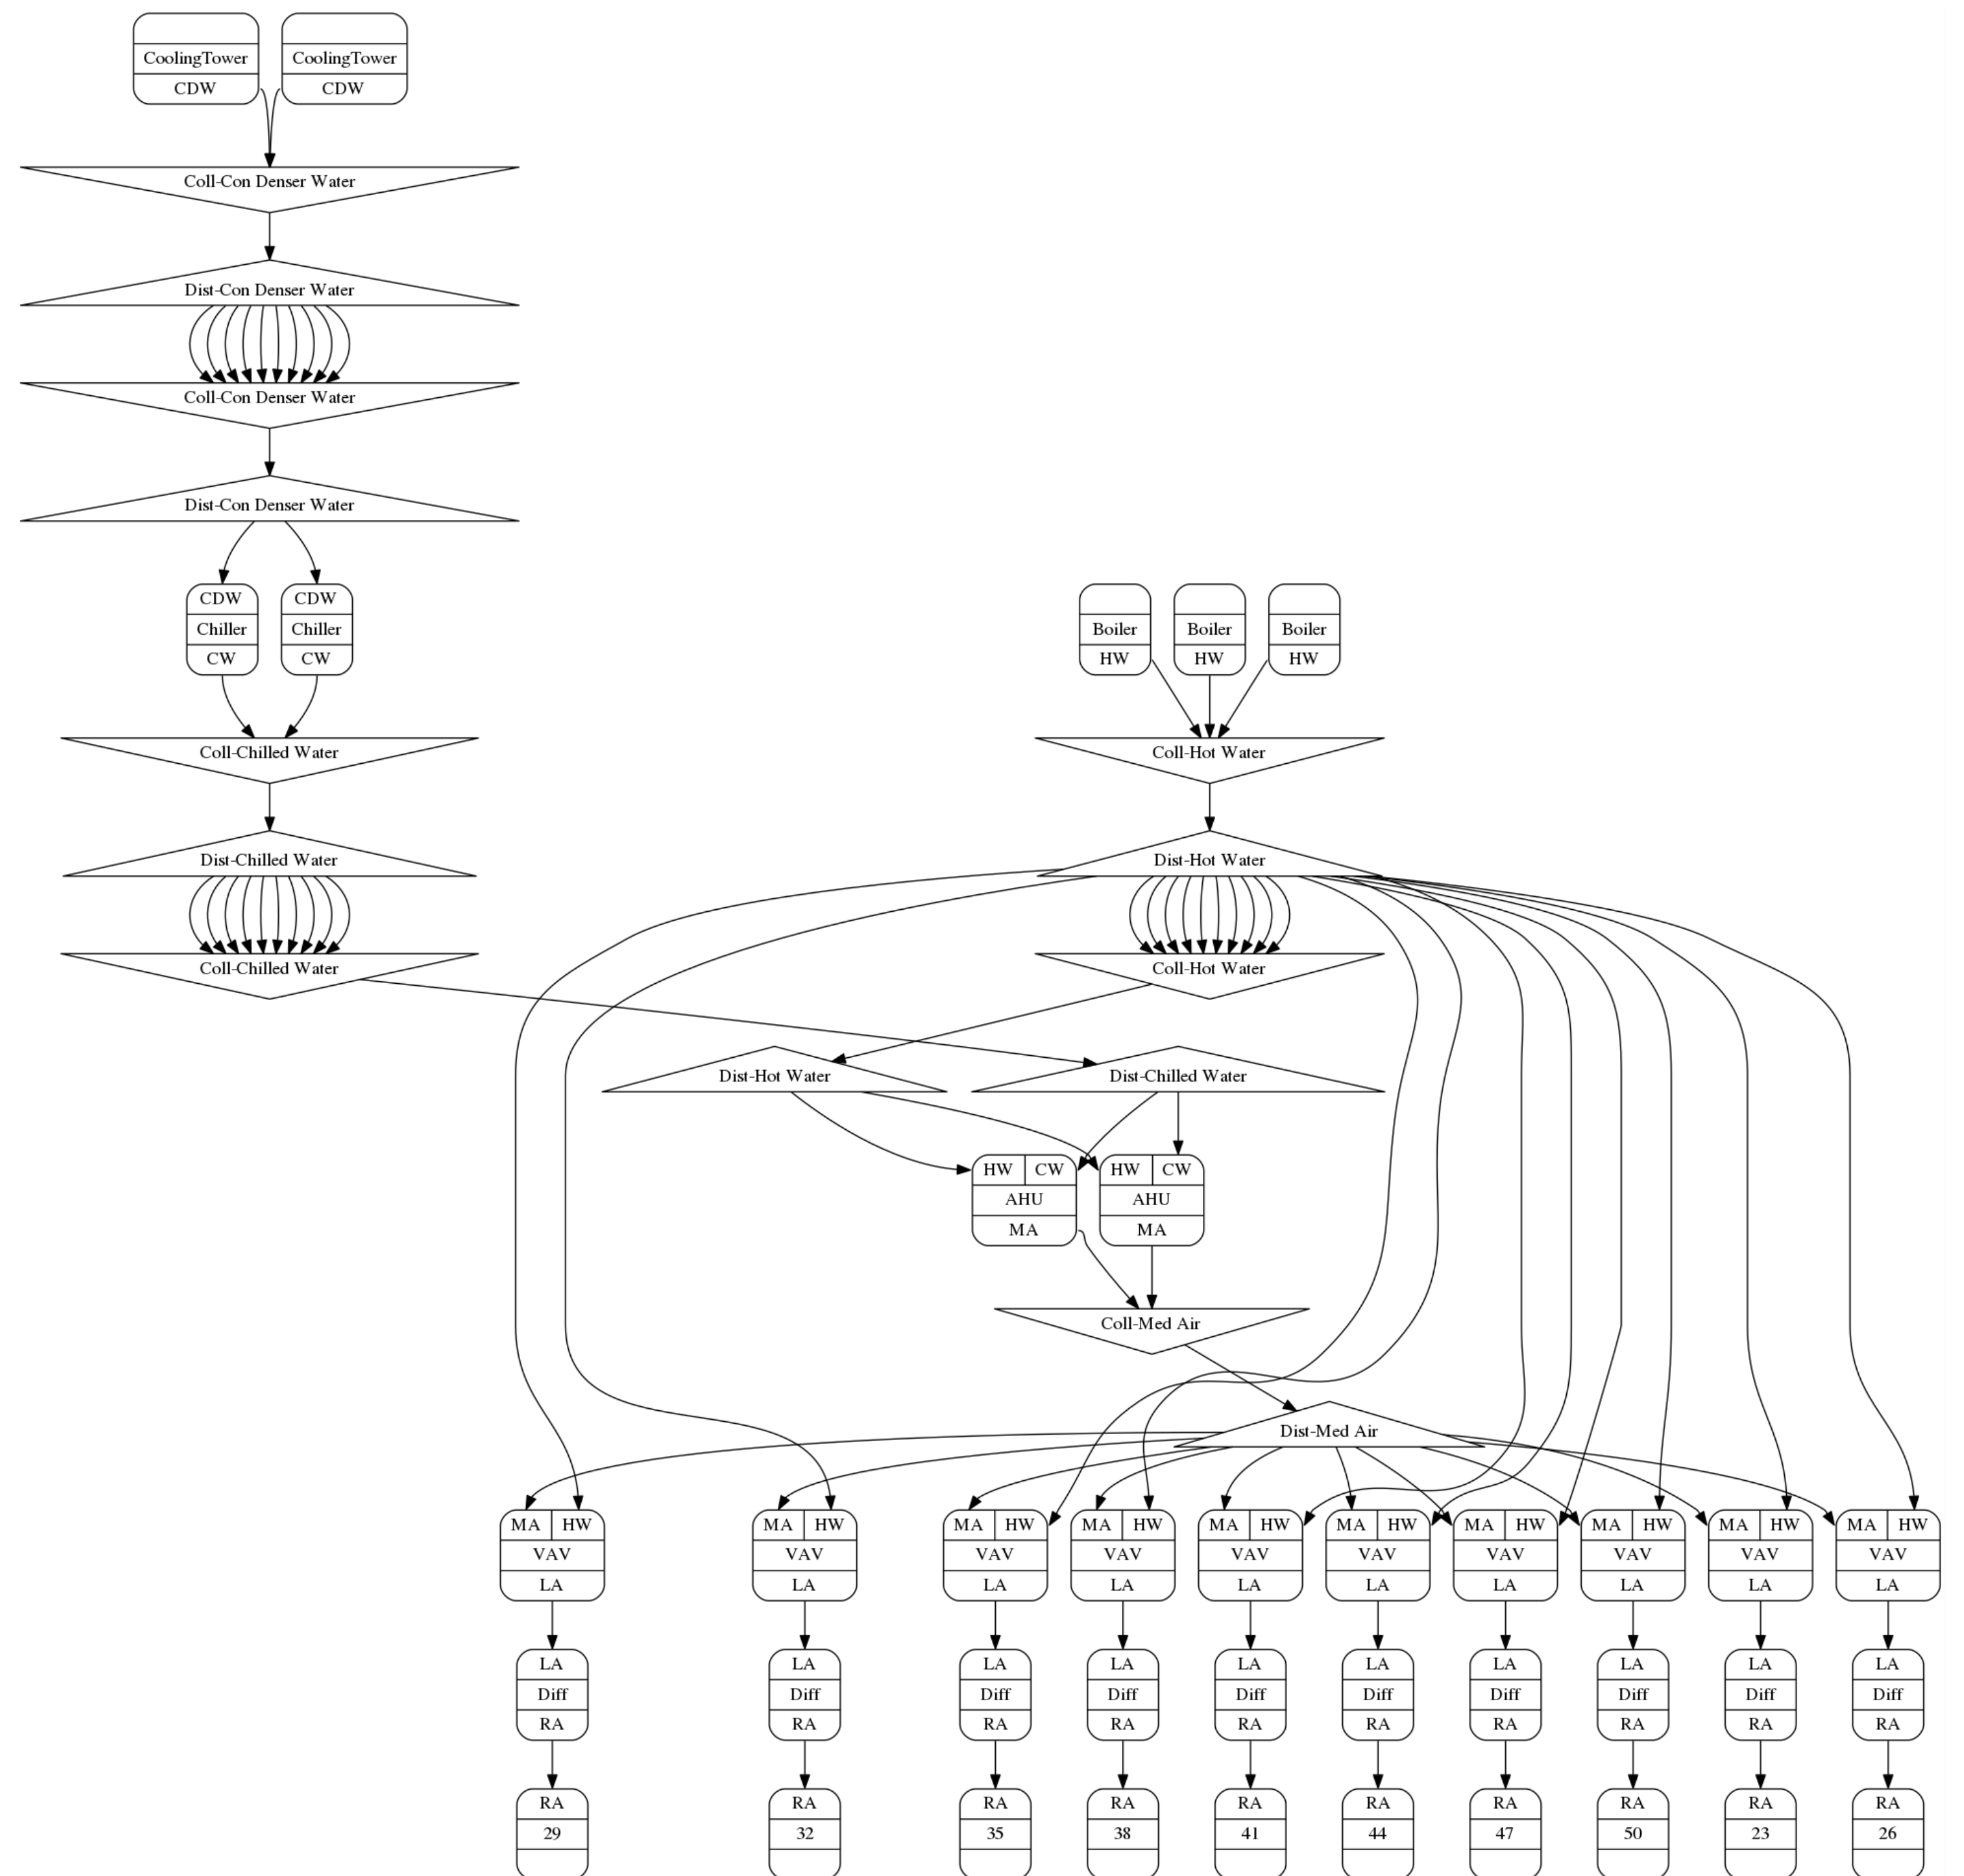 CoolingTower CoolingTower
CDW CDW
Coll-Con Denser Water
Dist-Con Denser Water
Coll-Con Denser Water
Dist-Con Denser Water
CDW CDW
Chiller Chiller Boiler Boiler Boiler
CW CW HW HW HW
Coll-Chilled Water Coll-Hot Water
Dist-Chilled Water Dist-Hot Water
Coll-Chilled Water Coll-Hot Water
Dist-Hot Water Dist-Chilled Water
HW CW HW CW
AHU AHU
MA MA
Coll-Med Air
Dist-Med Air
MA HW MA HW MA HW MA HW MA HW MA HW MA HW MA HW MA HW MA HW
VAV VAV VAV VAV VAV VAV VAV VAV VAV VAV
LA LA LA LA LA LA LA LA LA LA
LA LA LA LA LA LA LA LA LA LA
Diff Diff Diff Diff Diff Diff Diff Diff Diff Diff
RA RA RA RA RA RA RA RA RA RA
RA RA RA RA RA RA RA RA RA RA
29 32 35 38 41 44 47 50 23 26